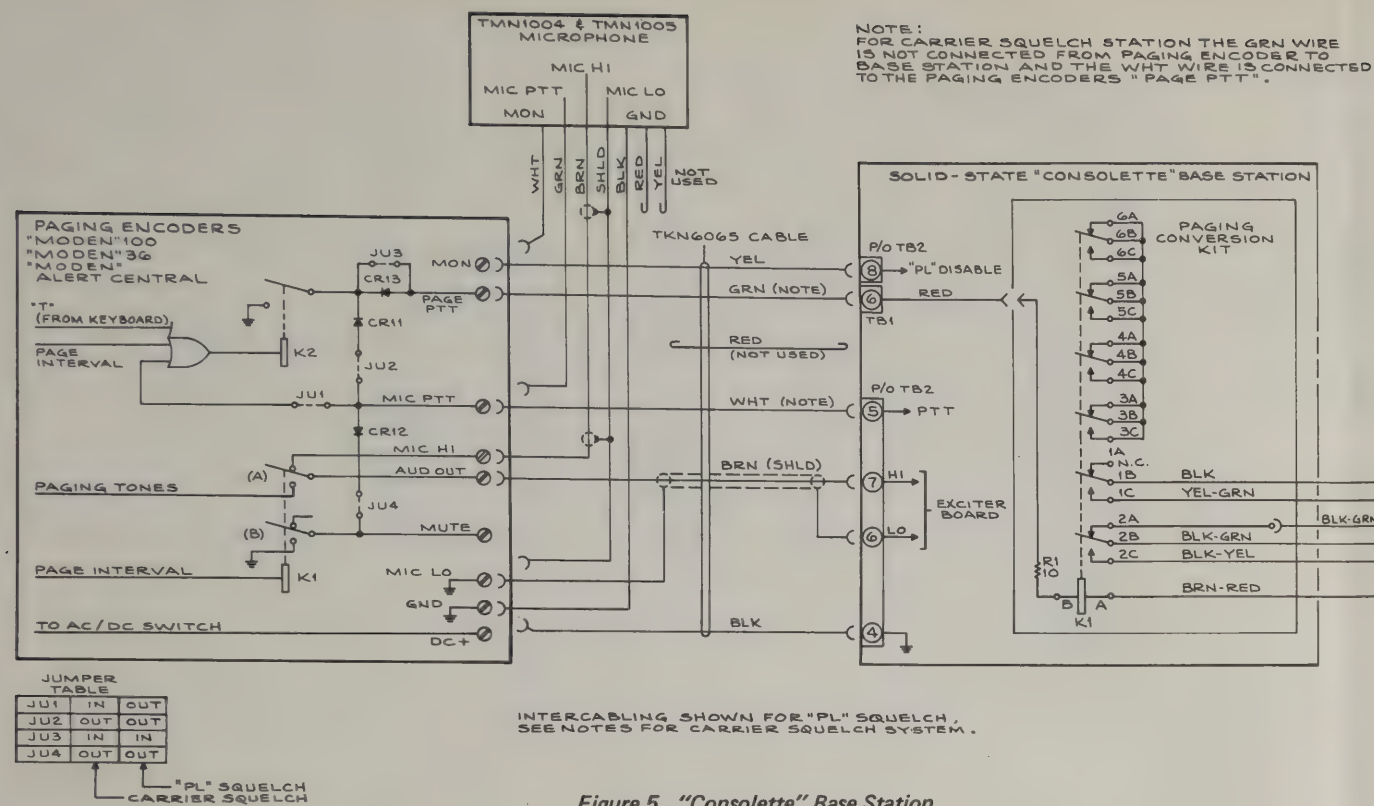 TMN1004 & TMN1005
MICROPHONE
MIC HI
MIC PTT
MIC LO
MON
GND
WHT
GRN
BRN
SHLD
BLK
RED
YEL
NOT
USED
NOTE:
FOR CARRIER SQUELCH STATION THE GRN WIRE
IS NOT CONNECTED FROM PAGING ENCODER TO
BASE STATION AND THE WHT WIRE IS CONNECTED
TO THE PAGING ENCODERS "PAGE PTT".
PAGING ENCODERS
"MODEN" 100
"MODEN" 36
"MODEN"
ALERT CENTRAL
"T"
(FROM KEYBOARD)
PAGE
INTERVAL
K2
JU3
CR13
MON
PAGE
PTT
CR11
JU2
JU1
MIC PTT
CR12
MIC HI
(A)
AUD OUT
PAGING TONES
JU4
(B)
MUTE
PAGE INTERVAL
K1
MIC LO
GND
TO AC/DC SWITCH
DC+
TKN6065 CABLE
YEL
GRN (NOTE)
RED
(NOT USED)
WHT (NOTE)
BRN (SHLD)
BLK
SOLID-STATE "CONSOLETTE" BASE STATION
P/O TB2
8
"PL" DISABLE
6
RED
TB1
P/O TB2
5
PTT
7
HI
EXCITER
BOARD
6
LO
4
PAGING
CONVERSION
KIT
6A
6B
6C
5A
5B
5C
4A
4B
4C
3A
3B
3C
1A
N.C.
1B
BLK
1C
YEL-GRN
2A
BLK-GRN
2B
BLK-GRN
2C
BLK-YEL
R1
10
B
A
BRN-RED
K1
JUMPER
TABLE
JU1 IN OUT
JU2 OUT OUT
JU3 IN IN
JU4 OUT OUT
"PL" SQUELCH
CARRIER SQUELCH
INTERCABLING SHOWN FOR "PL" SQUELCH,
SEE NOTES FOR CARRIER SQUELCH SYSTEM.
Figure 5. "Consolette" Base Station